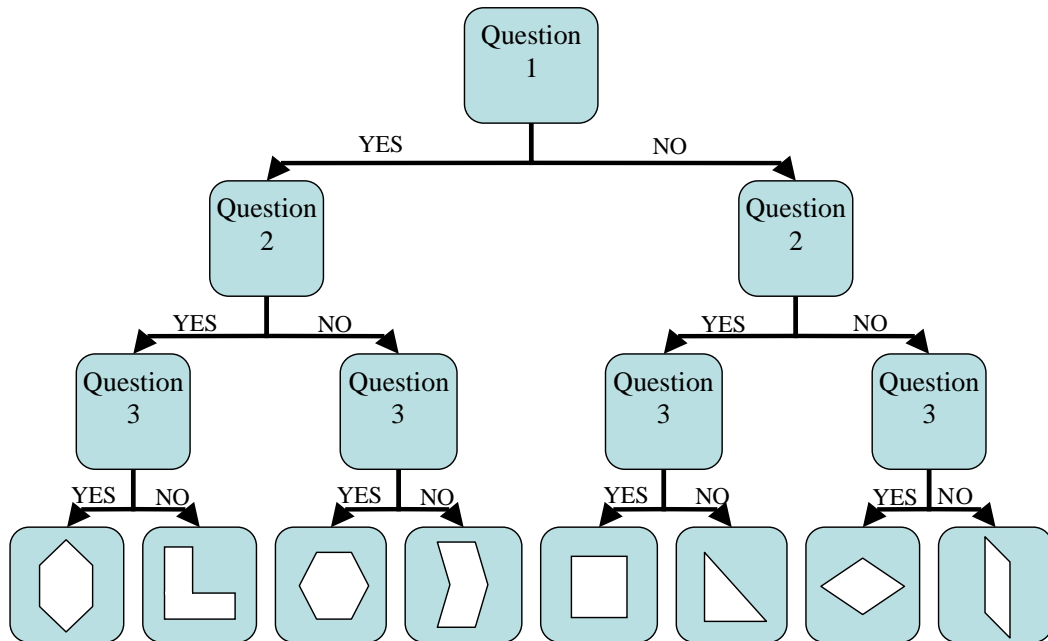 Question
1
YES
NO
Question
2
Question
2
YES
NO
YES
NO
Question
3
Question
3
Question
3
Question
3
YES
NO
YES
NO
YES
NO
YES
NO